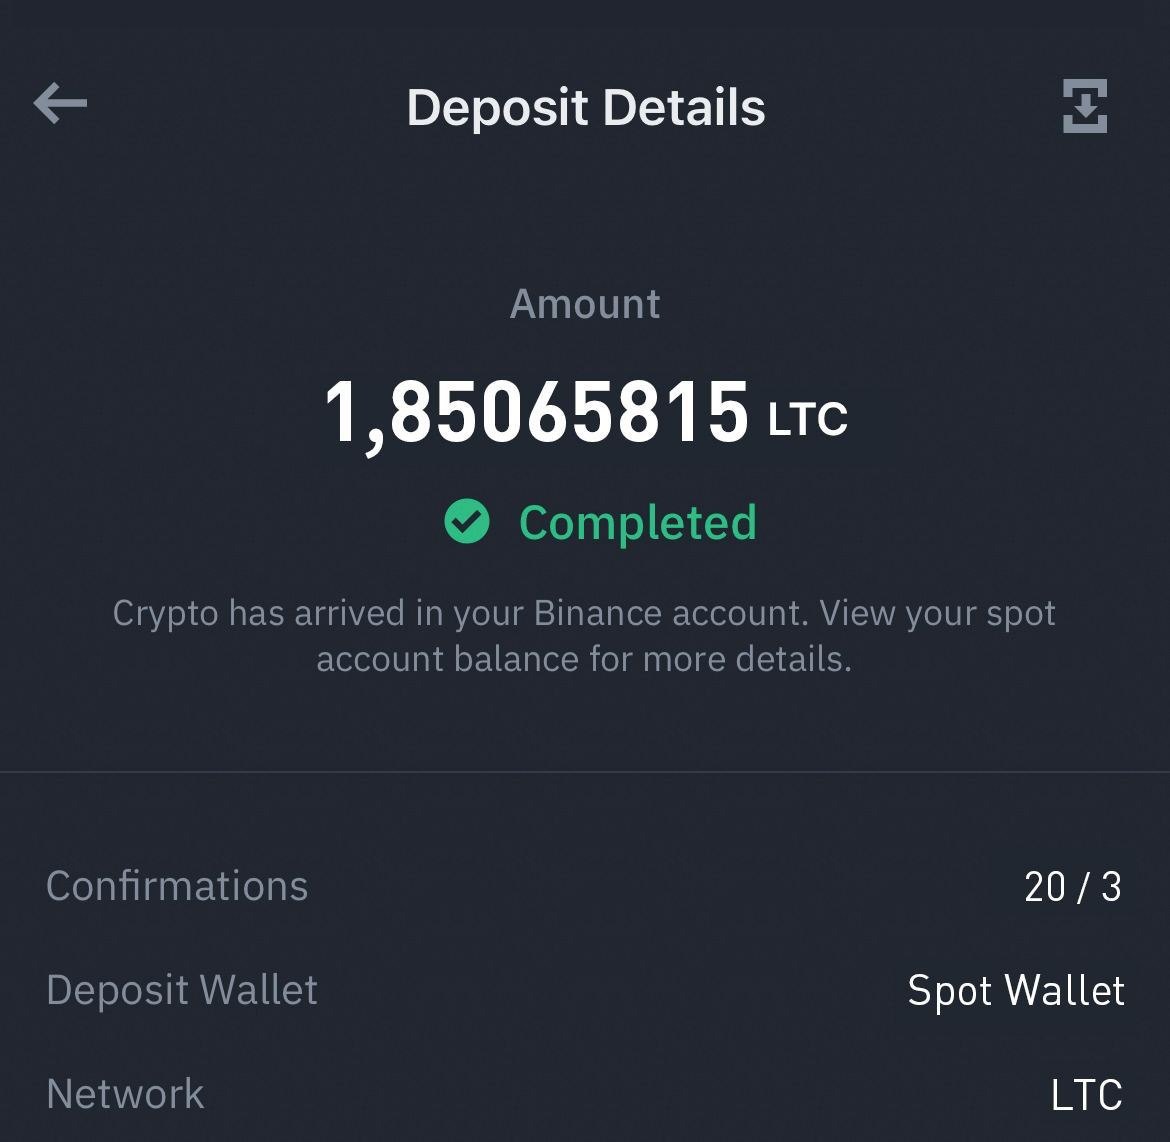 Deposit Details
Amount
1,85065815 LTC
Completed
Crypto has arrived in your Binance account. View your spot
account balance for more details.
Confirmations 20 / 3
Deposit Wallet Spot Wallet
Network LTC